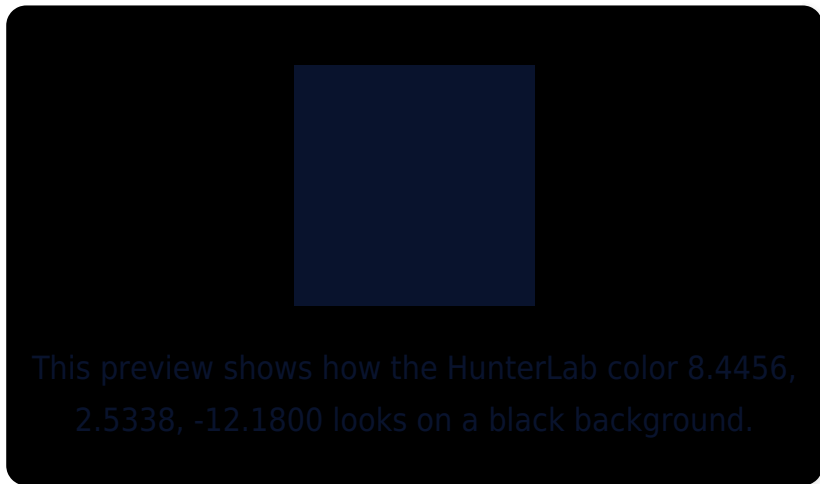 This preview shows how the HunterLab color 8.4456,
2.5338, -12.1800 looks on a black background.